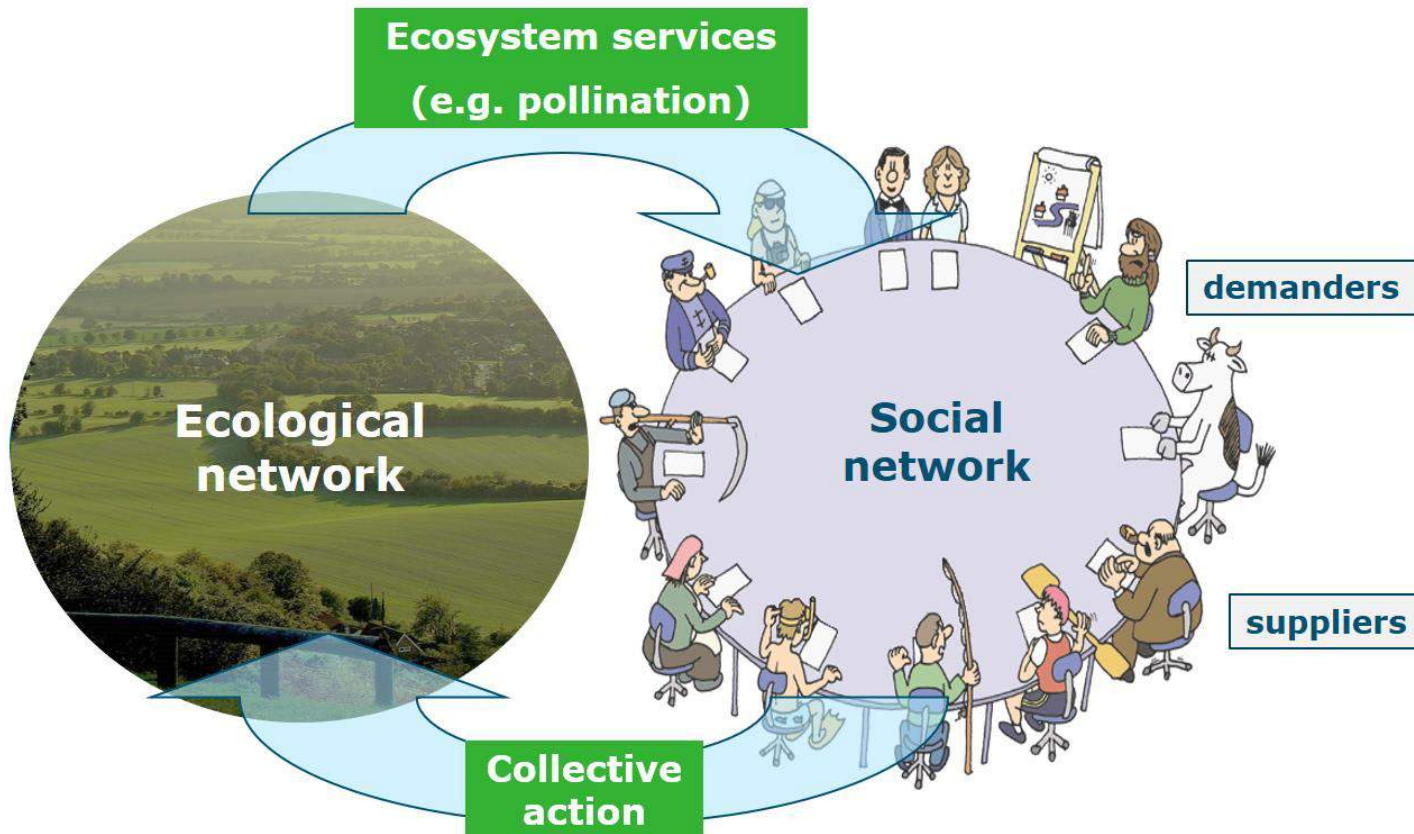 Ecosystem services
(e.g. pollination)
demanders
Ecological
network
Social
network
suppliers
Collective
action